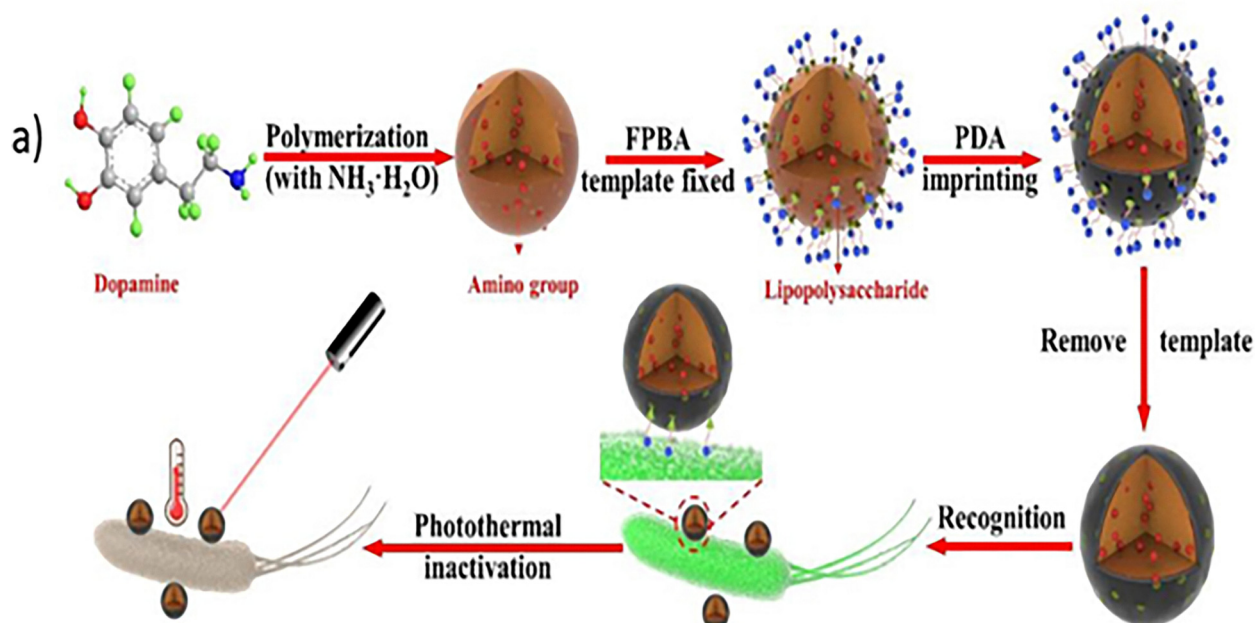 a)
Polymerization
(with NH₃·H₂O)
FPBA
template fixed
PDA
imprinting
Dopamine
Amino group
Lipopolysaccharide
Remove template
Photothermal
inactivation
Recognition